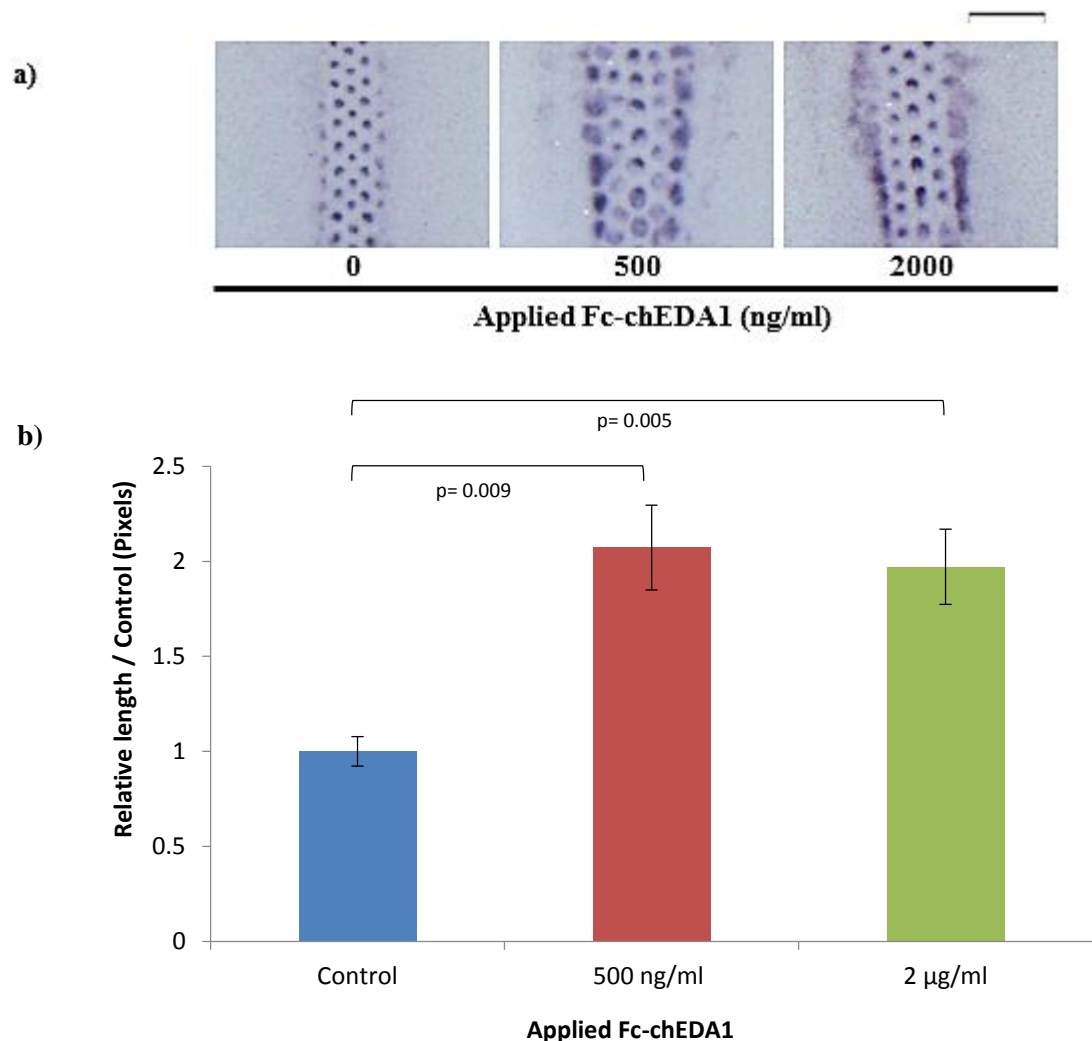 a)
0 500 2000
Applied Fc-chEDA1 (ng/ml)
b)
p= 0.005
p= 0.009
Relative length / Control (Pixels)
2.5
2
1.5
1
0.5
0
Control 500 ng/ml 2 µg/ml
Applied Fc-chEDA1